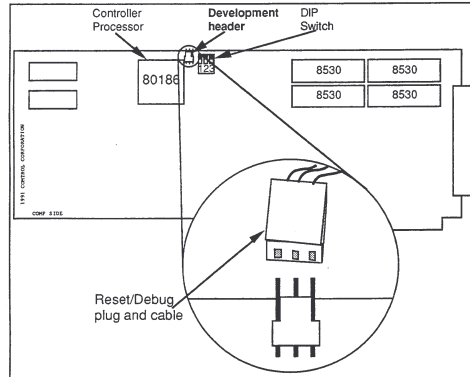 Controller
Processor
Development
header
DIP
Switch
80186
123
8530
8530
8530
8530
1991 COMTROL CORPORATION
COMP SIDE
Reset/Debug
plug and cable